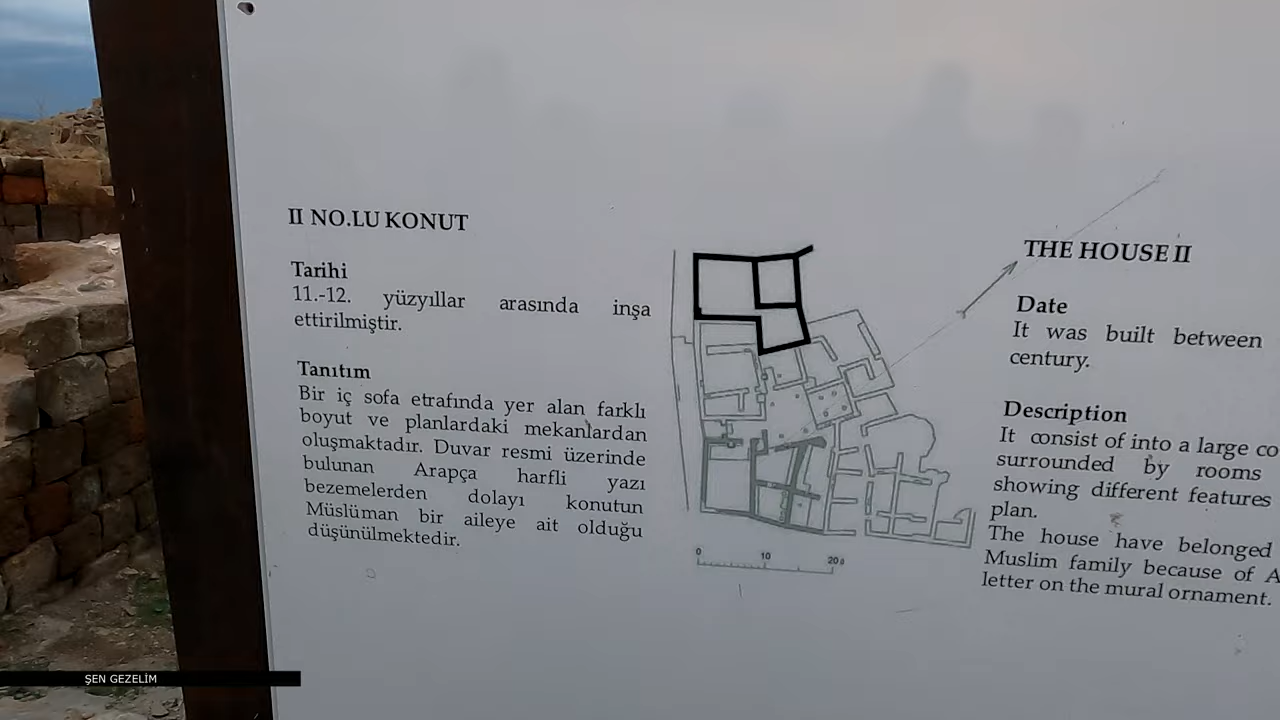 II NO.LU KONUT
Tarihi
11.-12. yüzyıllar arasında inşa
ettirilmiştir.
Tanıtım
Bir iç sofa etrafında yer alan farklı
boyut ve planlardaki mekanlardan
oluşmaktadır. Duvar resmi üzerinde
bulunan Arapça harfli yazı
bezemelerden dolayı konutun
Müslüman bir aileye ait olduğu
düşünülmektedir.
0 10 20
THE HOUSE II
Date
It was built between
century.
Description
It consist of into a large co
surrounded by rooms
showing different features
plan.
The house have belonged
Muslim family because of A
letter on the mural ornament.
ŞEN GEZELİM